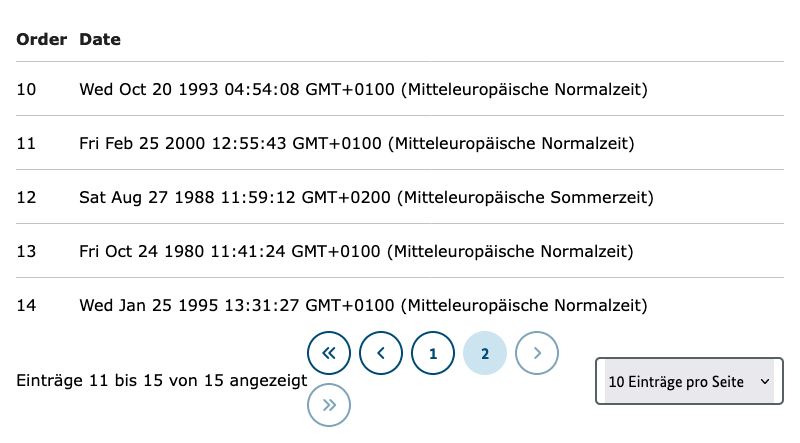 Order Date
10 Wed Oct 20 1993 04:54:08 GMT+0100 (Mitteleuropäische Normalzeit)
11 Fri Feb 25 2000 12:55:43 GMT+0100 (Mitteleuropäische Normalzeit)
12 Sat Aug 27 1988 11:59:12 GMT+0200 (Mitteleuropäische Sommerzeit)
13 Fri Oct 24 1980 11:41:24 GMT+0100 (Mitteleuropäische Normalzeit)
14 Wed Jan 25 1995 13:31:27 GMT+0100 (Mitteleuropäische Normalzeit)
Einträge 11 bis 15 von 15 angezeigt
« ‹ 1 2 ›
»
10 Einträge pro Seite